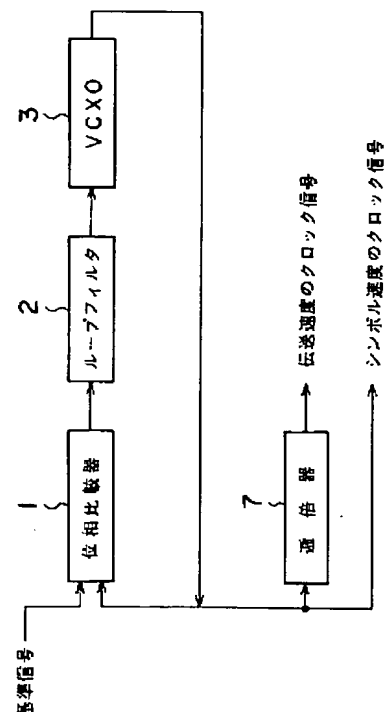 基準信号
1
位相比較器
2
ループフィルタ
3
VCXO
7
逓倍器
伝送速度のクロック信号
シンボル速度のクロック信号